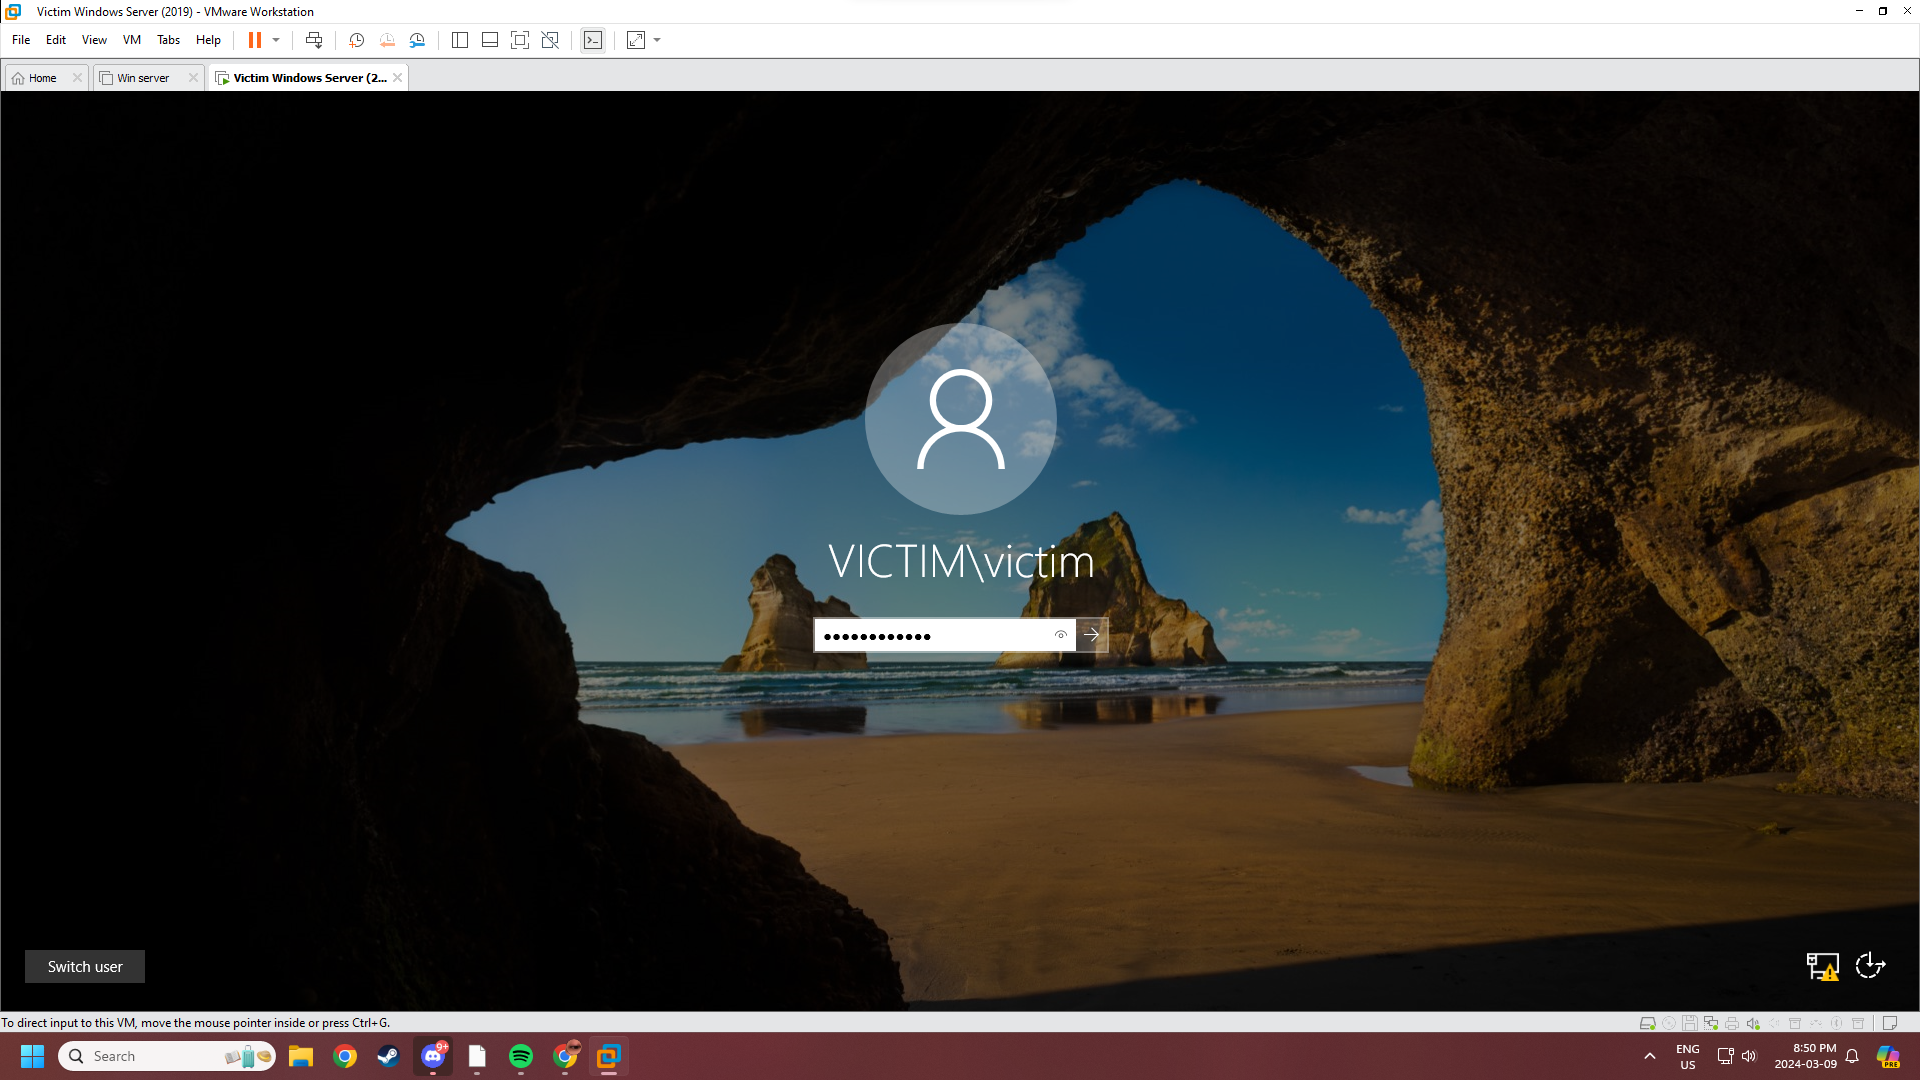 Victim Windows Server (2019) - VMware Workstation
File Edit View VM Tabs Help
Home Win server Victim Windows Server (2...
VICTIM\victim
Switch user
To direct input to this VM, move the mouse pointer inside or press Ctrl+G.
Search
9+
ENG
US
8:50 PM
2024-03-09
PRE